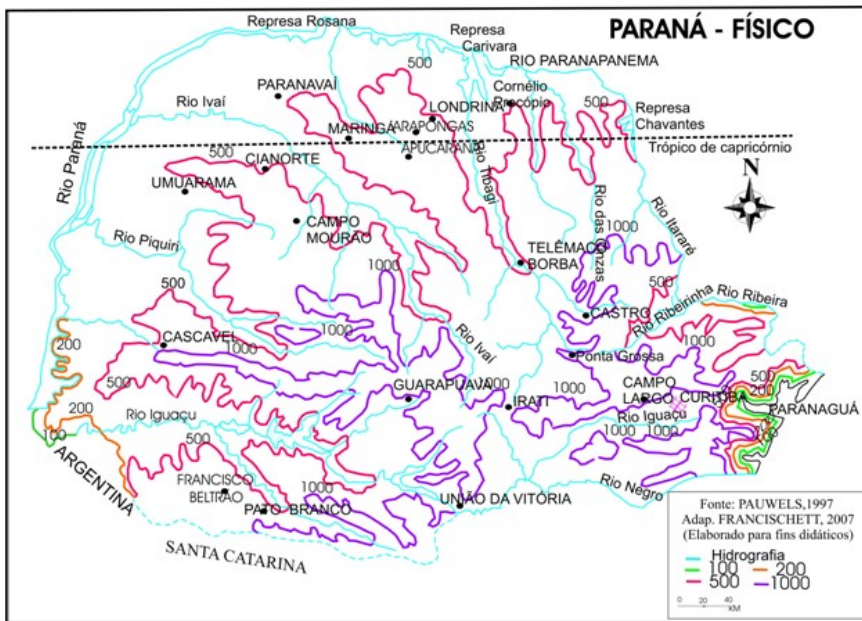 PARANÁ - FÍSICO
Represa Rosana
Represa
Carivara
RIO PARANAPANEMA
500
PARANAVAÍ
Cornélio
Procópio
500
Rio Ivaí
LONDRINA
Represa
Chavantes
ARAPONGAS
MARINGÁ
Trópico de capricórnio
APUCARANA
500
CIANORTE
Rio Paraná
Rio Tibagi
N
UMUARAMA
CAMPO
MOURÃO
Rio das Cinzas
1000
Rio Itararé
Rio Piquiri
TELÊMACO
BORBA
1000
500
500
Rio Ribeirinha
Rio Ribeira
CASTRO
200
1000
Rio Ivaí
CASCAVEL
1000
1000
Ponta Grossa
500
500
GUARAPUAVA
1000
1000
CAMPO
LARGO
CURITIBA
200
IRATI
200
Rio Iguaçu
Rio Iguaçu
PARANAGUÁ
100
1000
1000
100
500
ARGENTINA
FRANCISCO
BELTRÃO
1000
Rio Negro
PATO BRANCO
UNIÃO DA VITÓRIA
SANTA CATARINA
Fonte: PAUWELS,1997
Adap. FRANCISCHETT, 2007
(Elaborado para fins didáticos)
Hidrografia
100 200
500 1000
0 20 40
KM